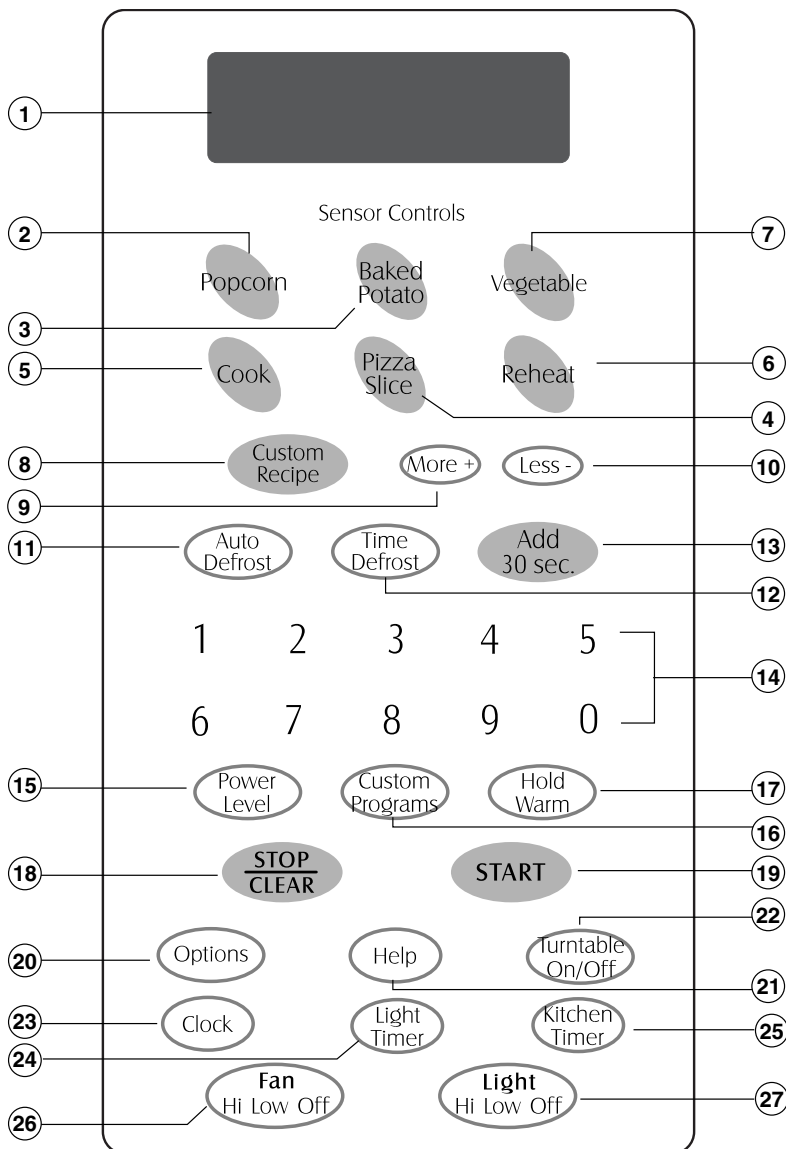 1
Sensor Controls
2
7
Popcorn
Baked
Potato
Vegetable
3
5
6
Cook
Pizza
Slice
Reheat
4
8
Custom
Recipe
More +
Less -
10
9
11
Auto
Defrost
Time
Defrost
Add
30 sec.
13
12
1 2 3 4 5
14
6 7 8 9 0
15
Power
Level
Custom
Programs
Hold
Warm
17
16
18
STOP
CLEAR
START
19
22
20
Options
Help
Turntable
On/Off
21
23
Clock
Light
Timer
Kitchen
Timer
25
24
Fan
Hi Low Off
Light
Hi Low Off
26
27